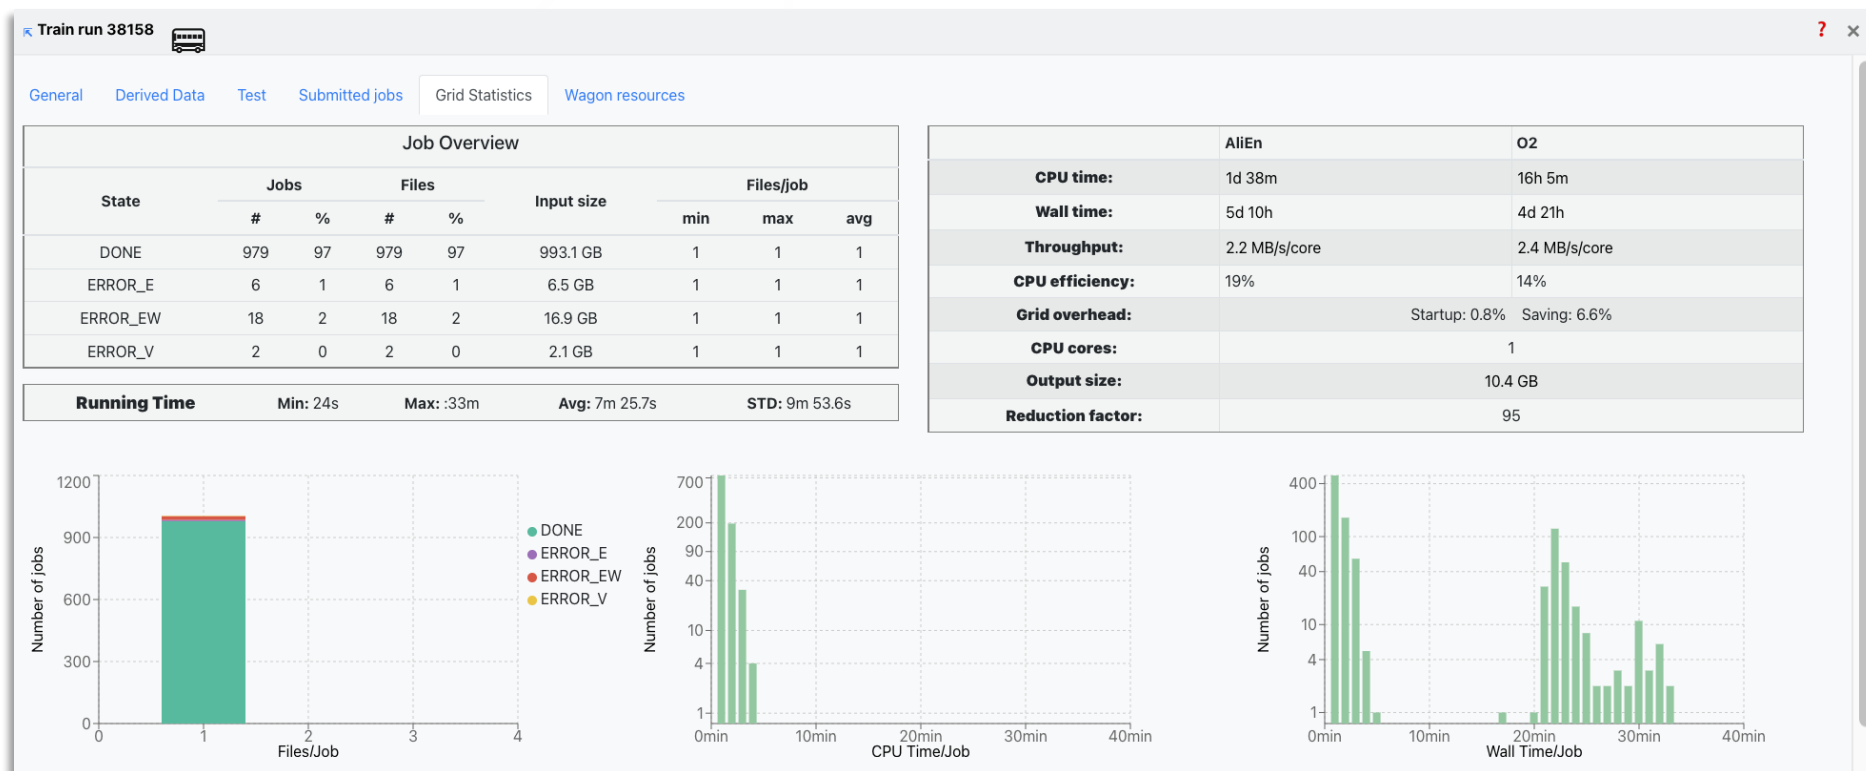 Train run 38158
? ×
General Derived Data Test Submitted jobs Grid Statistics Wagon resources
Job Overview
State Jobs Files Input size Files/job
# % # % min max avg
DONE 979 97 979 97 993.1 GB 1 1 1
ERROR_E 6 1 6 1 6.5 GB 1 1 1
ERROR_EW 18 2 18 2 16.9 GB 1 1 1
ERROR_V 2 0 2 0 2.1 GB 1 1 1
Running Time Min: 24s Max: :33m Avg: 7m 25.7s STD: 9m 53.6s
AliEn O2
CPU time: 1d 38m 16h 5m
Wall time: 5d 10h 4d 21h
Throughput: 2.2 MB/s/core 2.4 MB/s/core
CPU efficiency: 19% 14%
Grid overhead: Startup: 0.8% Saving: 6.6%
CPU cores: 1
Output size: 10.4 GB
Reduction factor: 95
Number of jobs
1200
900
600
300
0
0 1 2 3 4
Files/Job
DONE
ERROR_E
ERROR_EW
ERROR_V
Number of jobs
700
200
90
40
10
4
1
0min 10min 20min 30min 40min
CPU Time/Job
Number of jobs
400
100
40
10
4
1
0min 10min 20min 30min 40min
Wall Time/Job